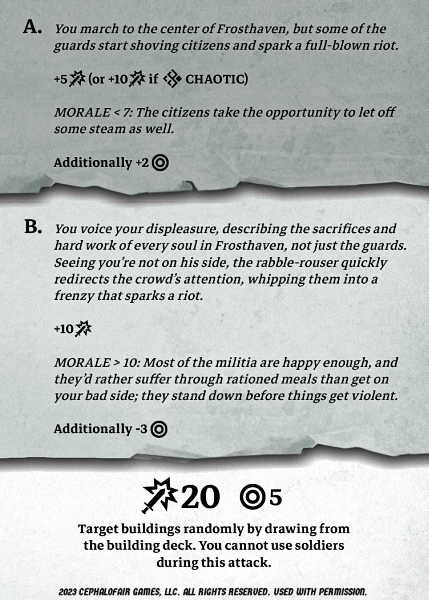 A. You march to the center of Frosthaven, but some of the
guards start shoving citizens and spark a full-blown riot.
+5 (or +10 if CHAOTIC)
MORALE < 7: The citizens take the opportunity to let off
some steam as well.
Additionally +2
B. You voice your displeasure, describing the sacrifices and
hard work of every soul in Frosthaven, not just the guards.
Seeing you're not on his side, the rabble-rouser quickly
redirects the crowd's attention, whipping them into a
frenzy that sparks a riot.
+10
MORALE > 10: Most of the militia are happy enough, and
they'd rather suffer through rationed meals than get on
your bad side; they stand down before things get violent.
Additionally -3
20 5
Target buildings randomly by drawing from
the building deck. You cannot use soldiers
during this attack.
2023 CEPHALOFAIR GAMES, LLC. ALL RIGHTS RESERVED. USED WITH PERMISSION.